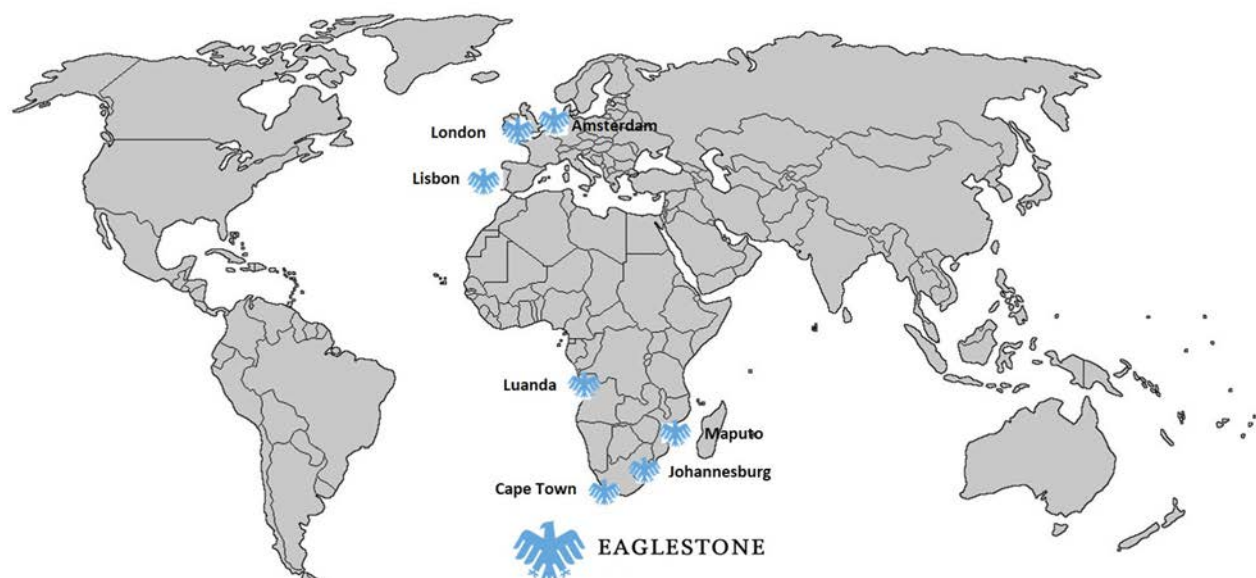 London
Amsterdam
Lisbon
Luanda
Maputo
Johannesburg
Cape Town
EAGLESTONE